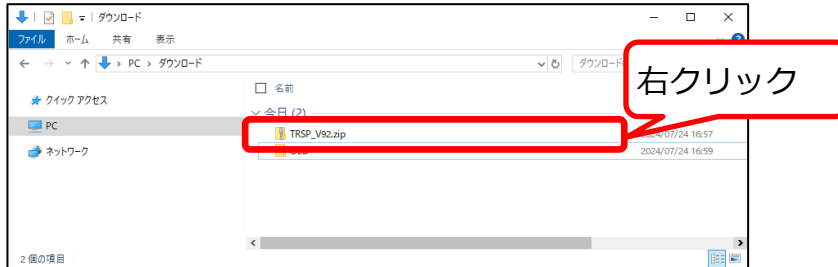 ダウンロード
ファイル ホーム 共有 表示
PC ダウンロード ダウンロード
右クリック
名前
クイック アクセス
今日 (2)
PC
TRSP_V92.zip 2024/07/24 16:57
ネットワーク
2024/07/24 16:59
2 個の項目